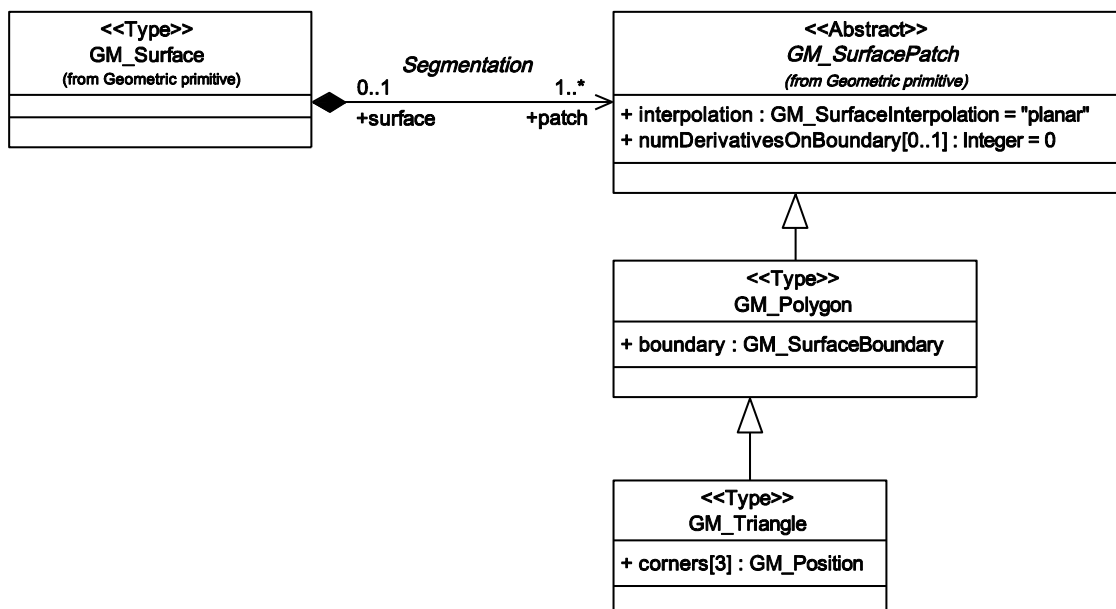 <<Type>>
GM_Surface
(from Geometric primitive)
Segmentation
0..1
1..*
+surface
+patch
<<Abstract>>
GM_SurfacePatch
(from Geometric primitive)
+ interpolation : GM_SurfaceInterpolation = "planar"
+ numDerivativesOnBoundary[0..1] : Integer = 0
<<Type>>
GM_Polygon
+ boundary : GM_SurfaceBoundary
<<Type>>
GM_Triangle
+ corners[3] : GM_Position